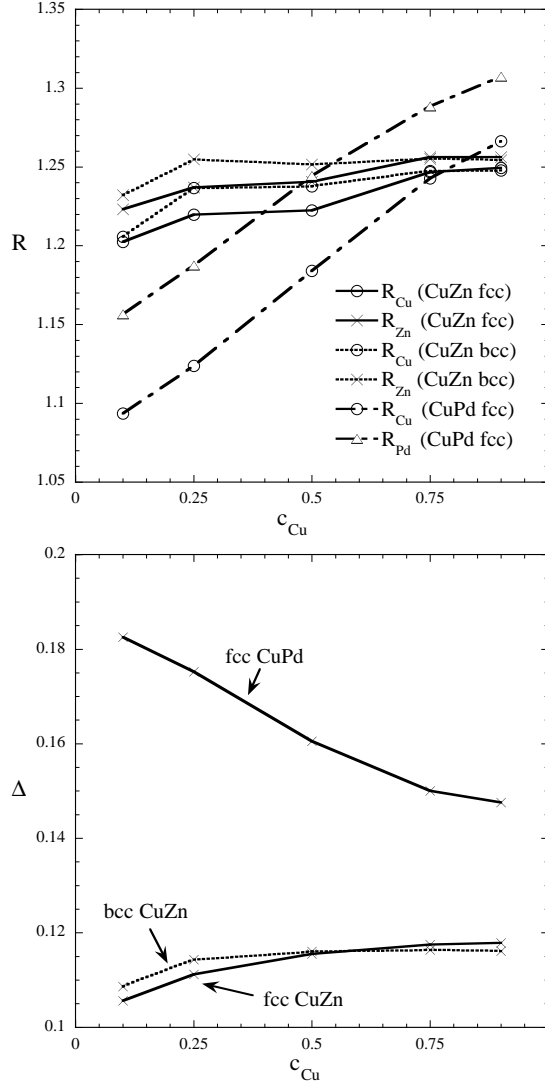 1.35
1.3
1.25
1.2
1.15
1.1
1.05
R
R_Cu (CuZn fcc)
R_Zn (CuZn fcc)
R_Cu (CuZn bcc)
R_Zn (CuZn bcc)
R_Cu (CuPd fcc)
R_Pd (CuPd fcc)
0 0.25 0.5 0.75
c_Cu
0.2
0.18
0.16
0.14
0.12
0.1
Δ
fcc CuPd
bcc CuZn
fcc CuZn
0 0.25 0.5 0.75
c_Cu